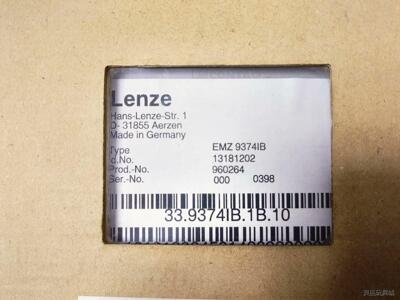 Lenze
Hans-Lenze-Str. 1
D- 31855 Aerzen
Made in Germany
Type EMZ 9374IB
Id.No. 13181202
Prod.-No. 960264
Ser.-No. 000 0398
33.9374IB.1B.10